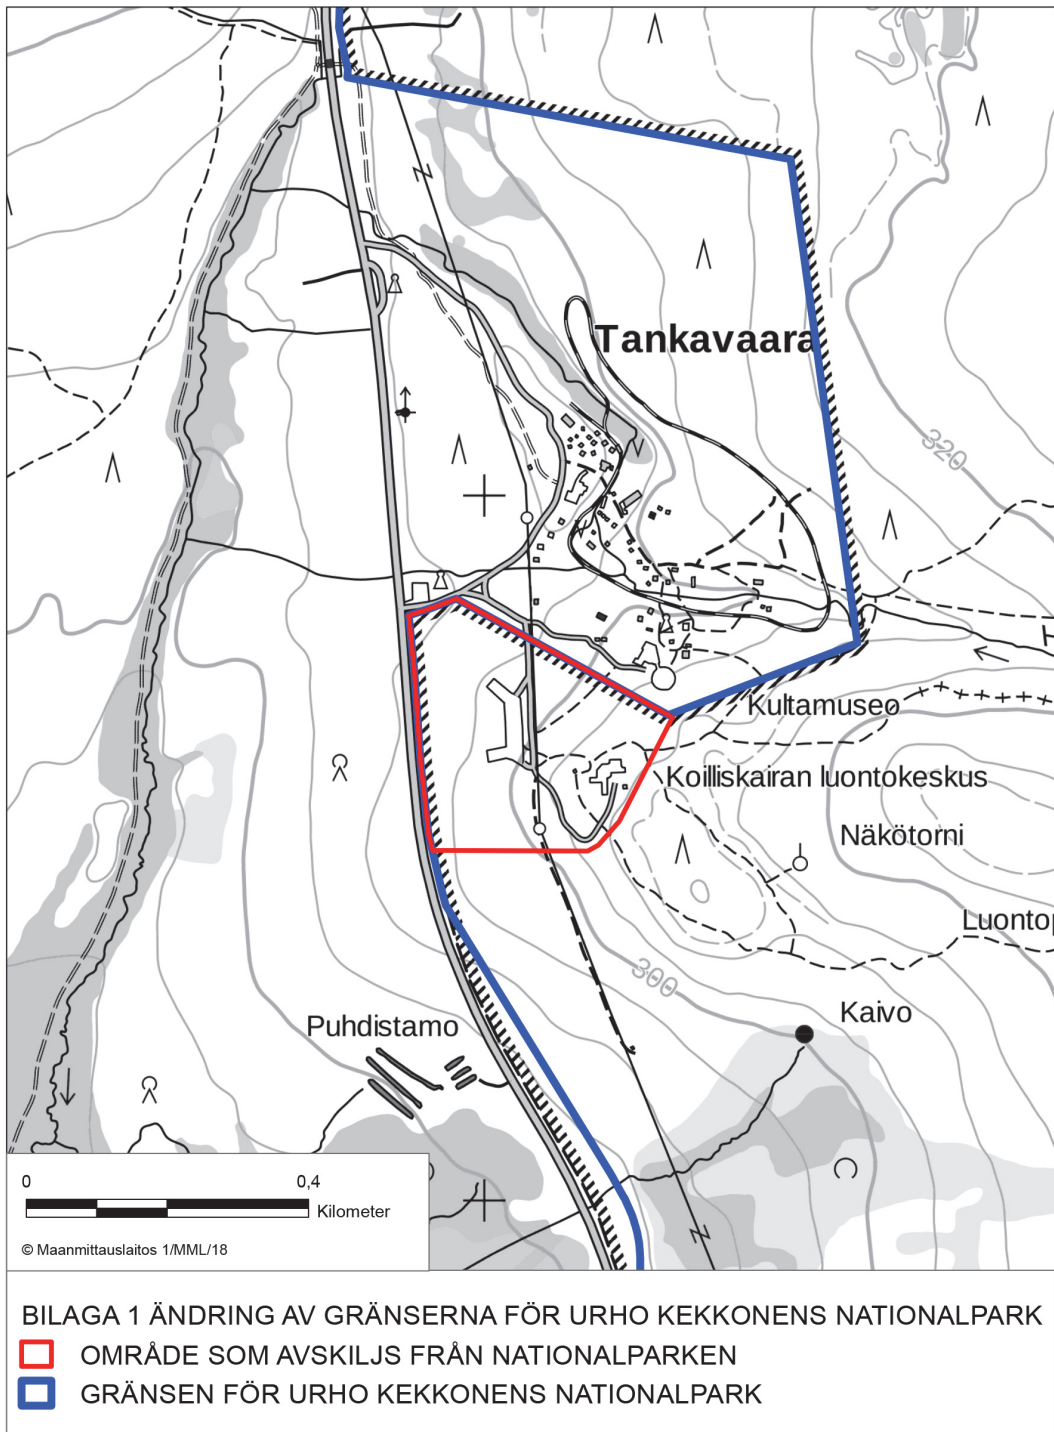 Tankavaara
320
Kultamuseo
Koilliskairan luontokeskus
Näkötorni
300
Kaivo
Puhdistamo
0 0,4
Kilometer
© Maanmittauslaitos 1/MML/18
BILAGA 1 ÄNDRING AV GRÄNSERNA FÖR URHO KEKKONENS NATIONALPARK
OMRÅDE SOM AVSKILJS FRÅN NATIONALPARKEN
GRÄNSEN FÖR URHO KEKKONENS NATIONALPARK